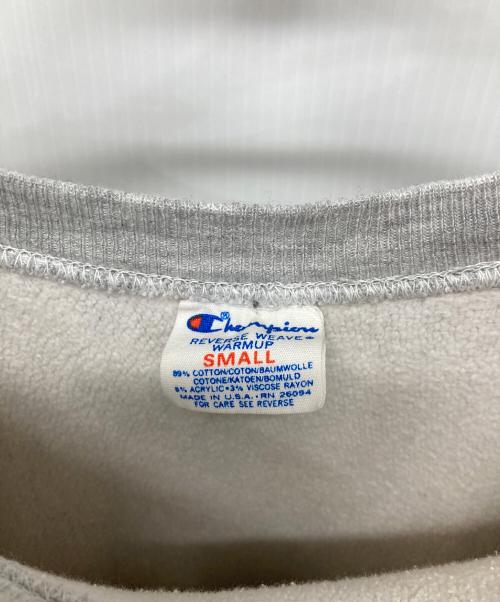 Champion®
REVERSE WEAVE®
WARMUP
SMALL
89% COTTON/COTON/BAUMWOLLE
COTONE/KATOEN/BOMULD
8% ACRYLIC•3% VISCOSE RAYON
MADE IN U.S.A. • RN 26094
FOR CARE SEE REVERSE